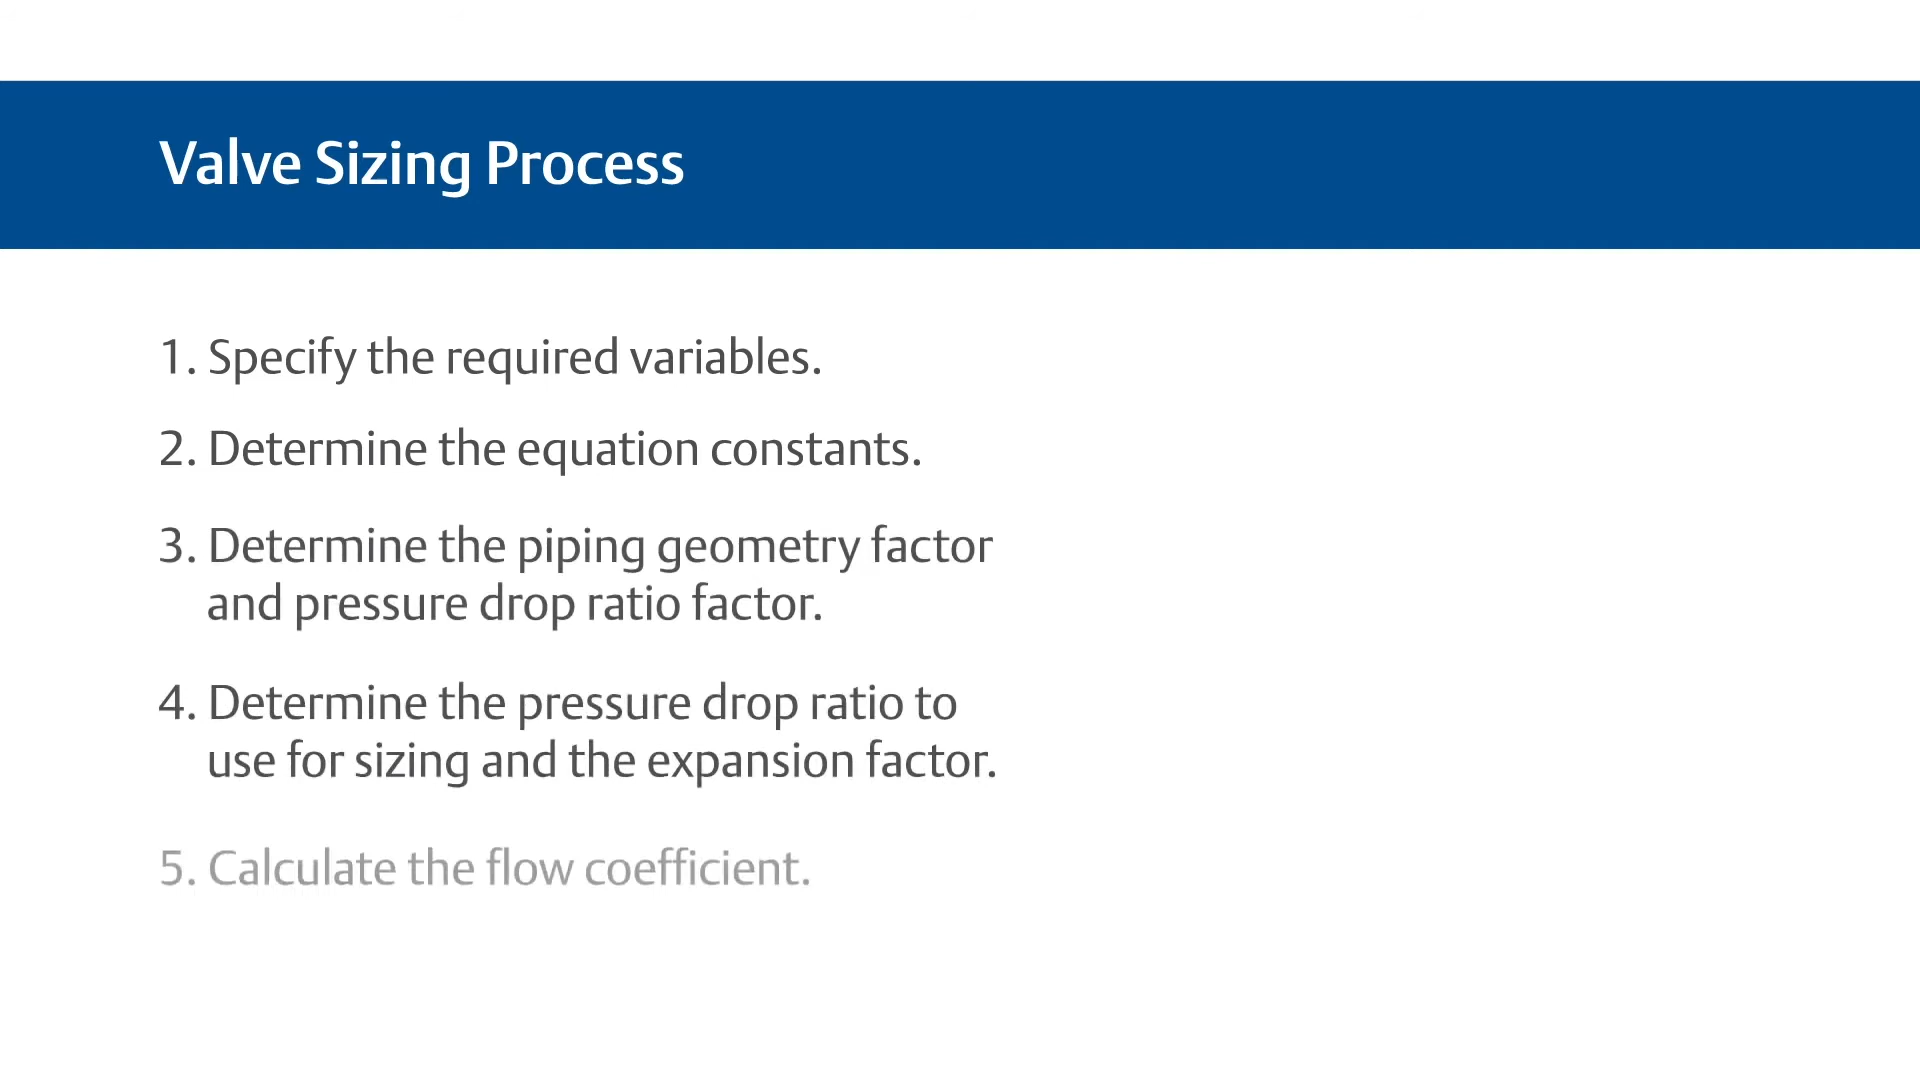 Valve Sizing Process
1. Specify the required variables.
2. Determine the equation constants.
3. Determine the piping geometry factor
and pressure drop ratio factor.
4. Determine the pressure drop ratio to
use for sizing and the expansion factor.
5. Calculate the flow coefficient.